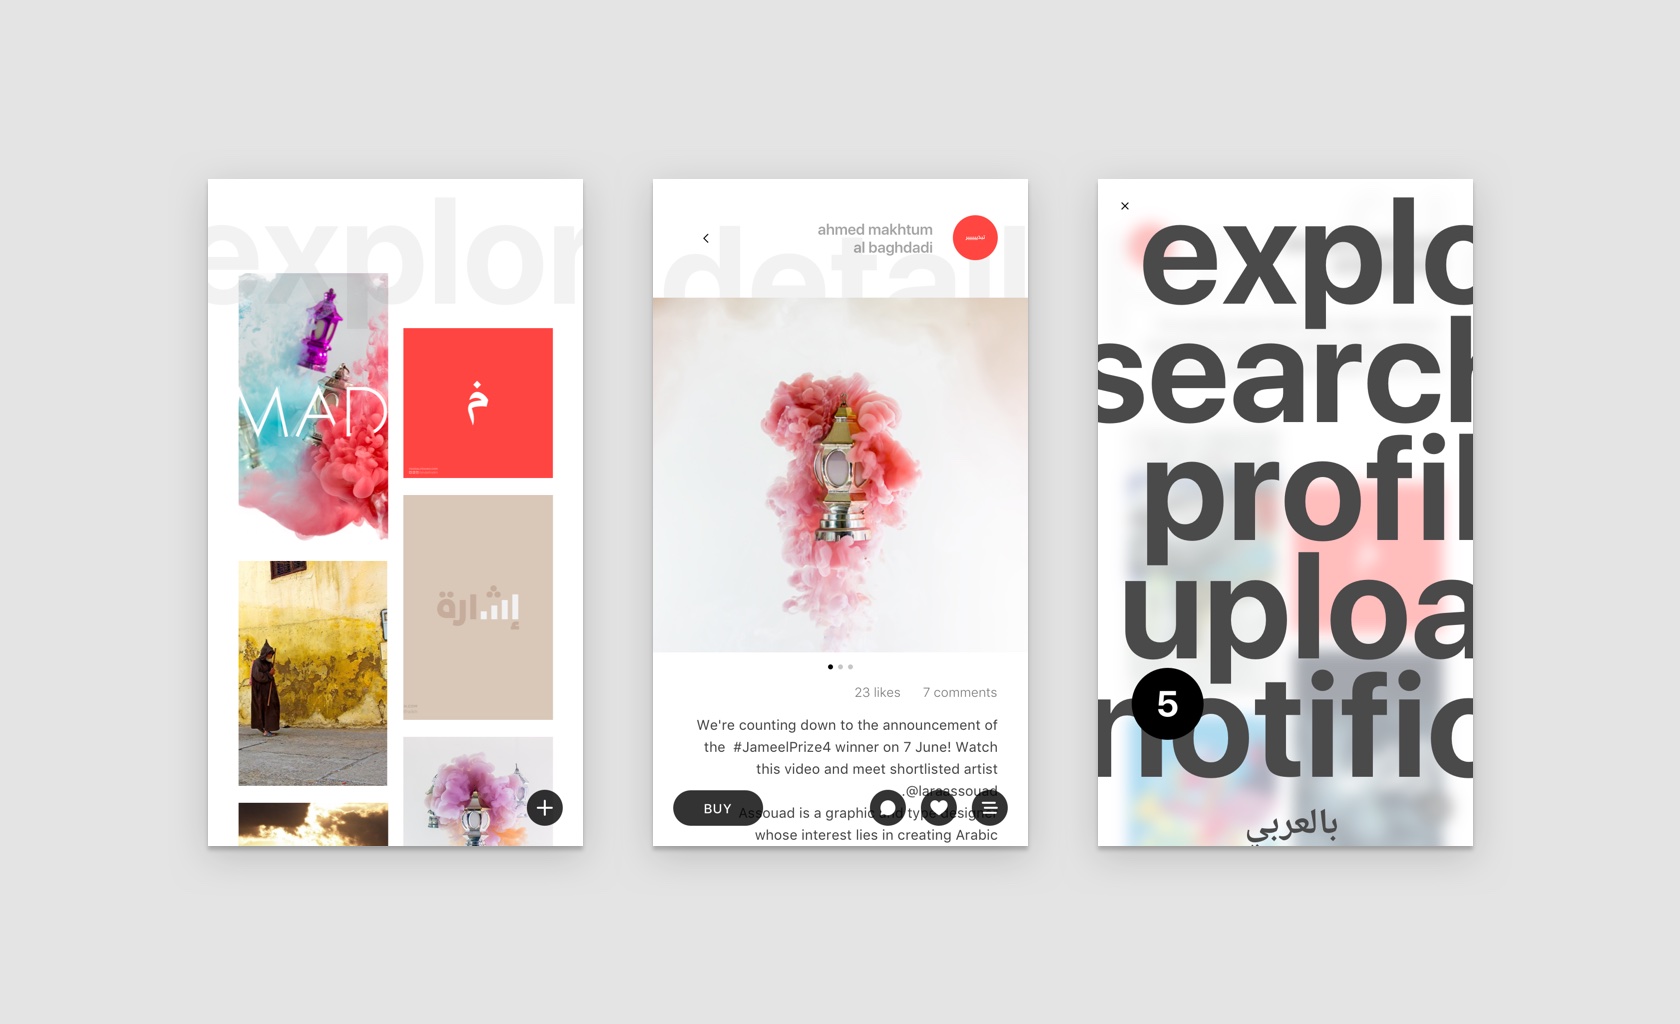 explor
MAD
م
إشارة
detail
ahmed makhtum
al baghdadi
23 likes 7 comments
We're counting down to the announcement of
the #JameelPrize4 winner on 7 June! Watch
this video and meet shortlisted artist
.@laraassouad
Assouad is a graphic and type designer
whose interest lies in creating Arabic
BUY
explo
search
profil
uploa
5
notific
بالعربي